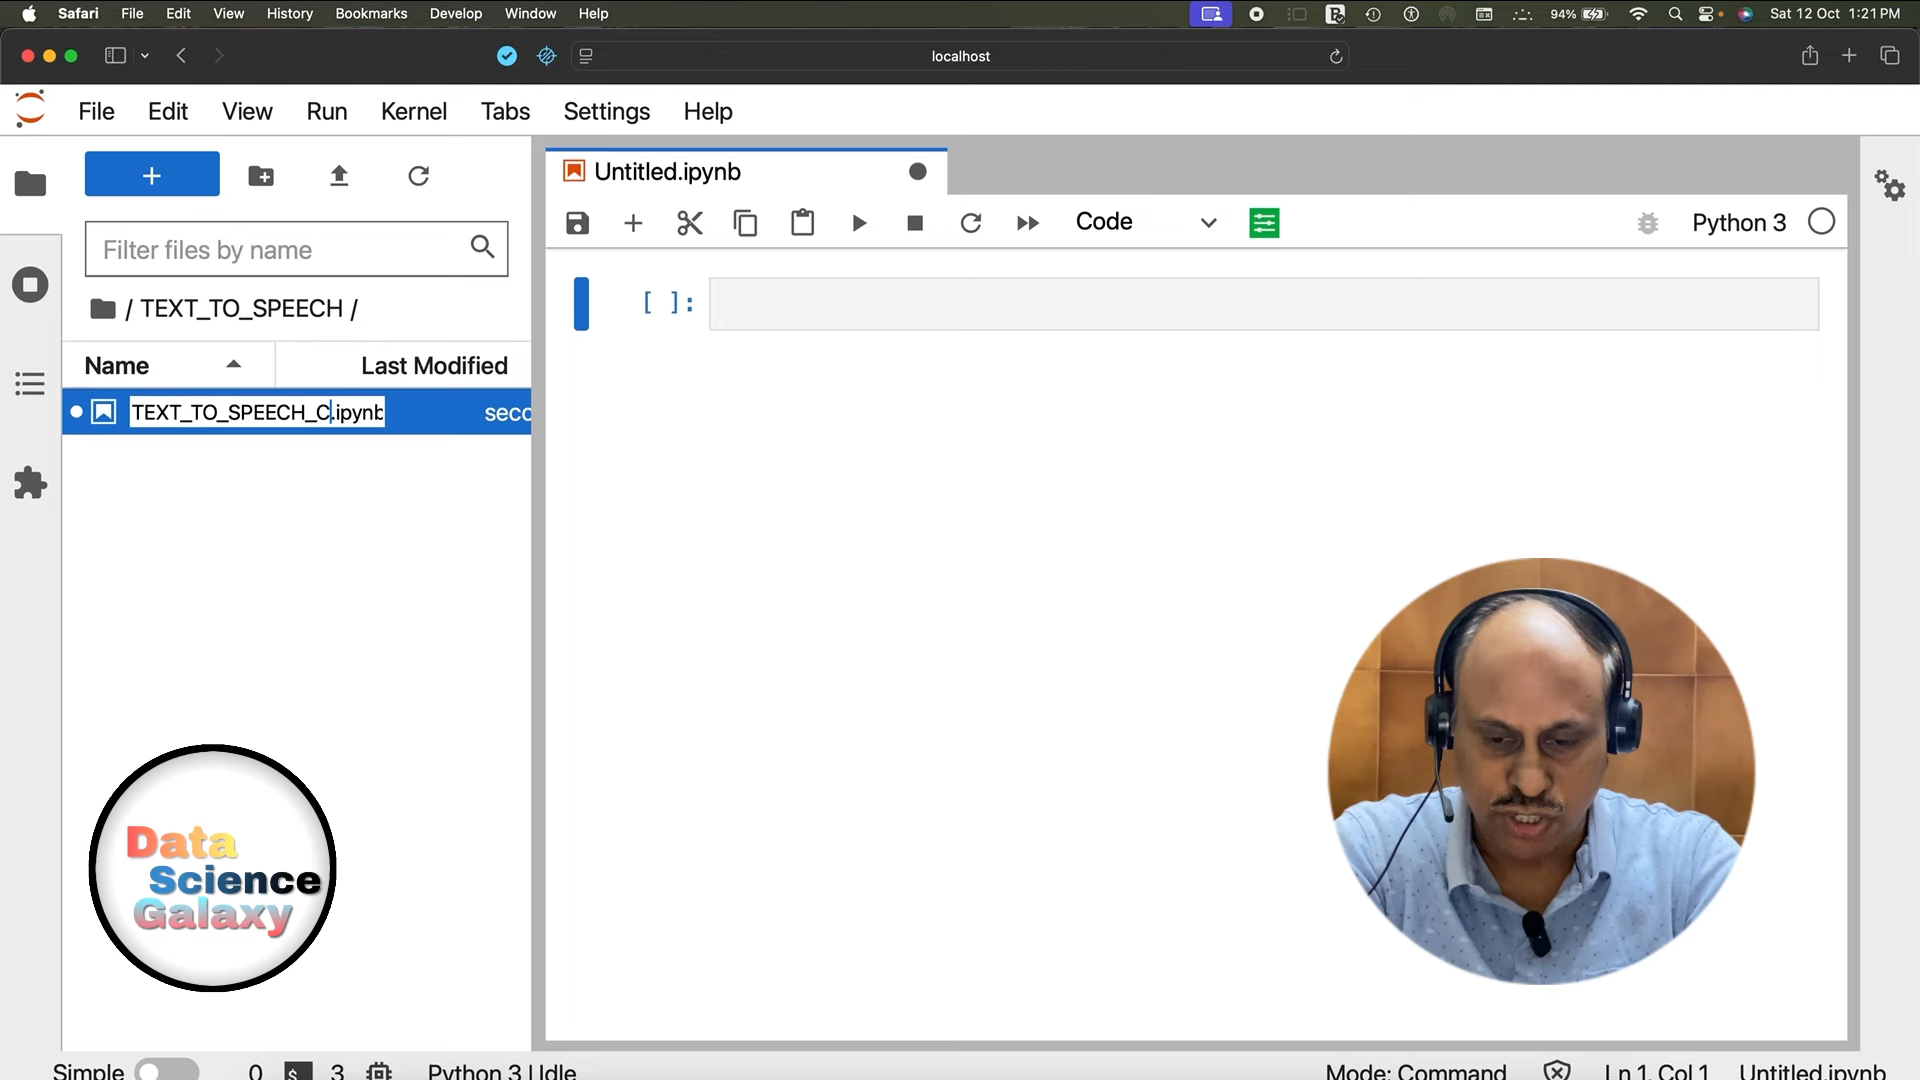 Safari File Edit View History Bookmarks Develop Window Help 94% Sat 12 Oct 1:21 PM
localhost
File Edit View Run Kernel Tabs Settings Help
+
Untitled.ipynb
Filter files by name
Code
Python 3
/ TEXT_TO_SPEECH /
[ ]:
Name Last Modified
TEXT_TO_SPEECH_C.ipynb seco
Data
Science
Galaxy
Simple 0 $_ 3 Python 3 | Idle Mode: Command Ln 1, Col 1 Untitled.ipynb